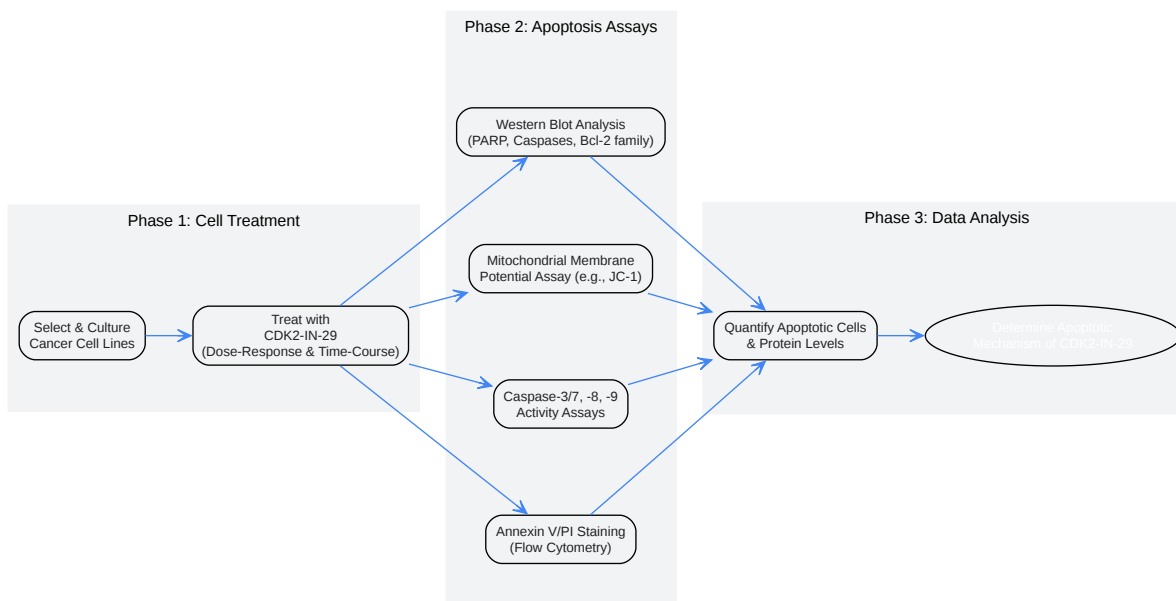 Phase 1: Cell Treatment
Select & Culture
Cancer Cell Lines
Treat with
CDK2-IN-29
(Dose-Response & Time-Course)
Phase 2: Apoptosis Assays
Western Blot Analysis
(PARP, Caspases, Bcl-2 family)
Mitochondrial Membrane
Potential Assay (e.g., JC-1)
Caspase-3/7, -8, -9
Activity Assays
Annexin V/PI Staining
(Flow Cytometry)
Phase 3: Data Analysis
Quantify Apoptotic Cells
& Protein Levels
Determine Apoptotic
Mechanism of CDK2-IN-29